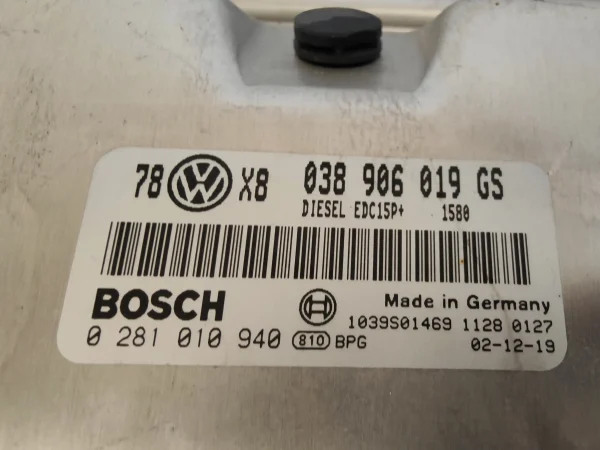 78 VW X8 038 906 019 GS
DIESEL EDC15P+ 1580
BOSCH Made in Germany
1039S01469 1128 0127
0 281 010 940 810 BPG 02-12-19